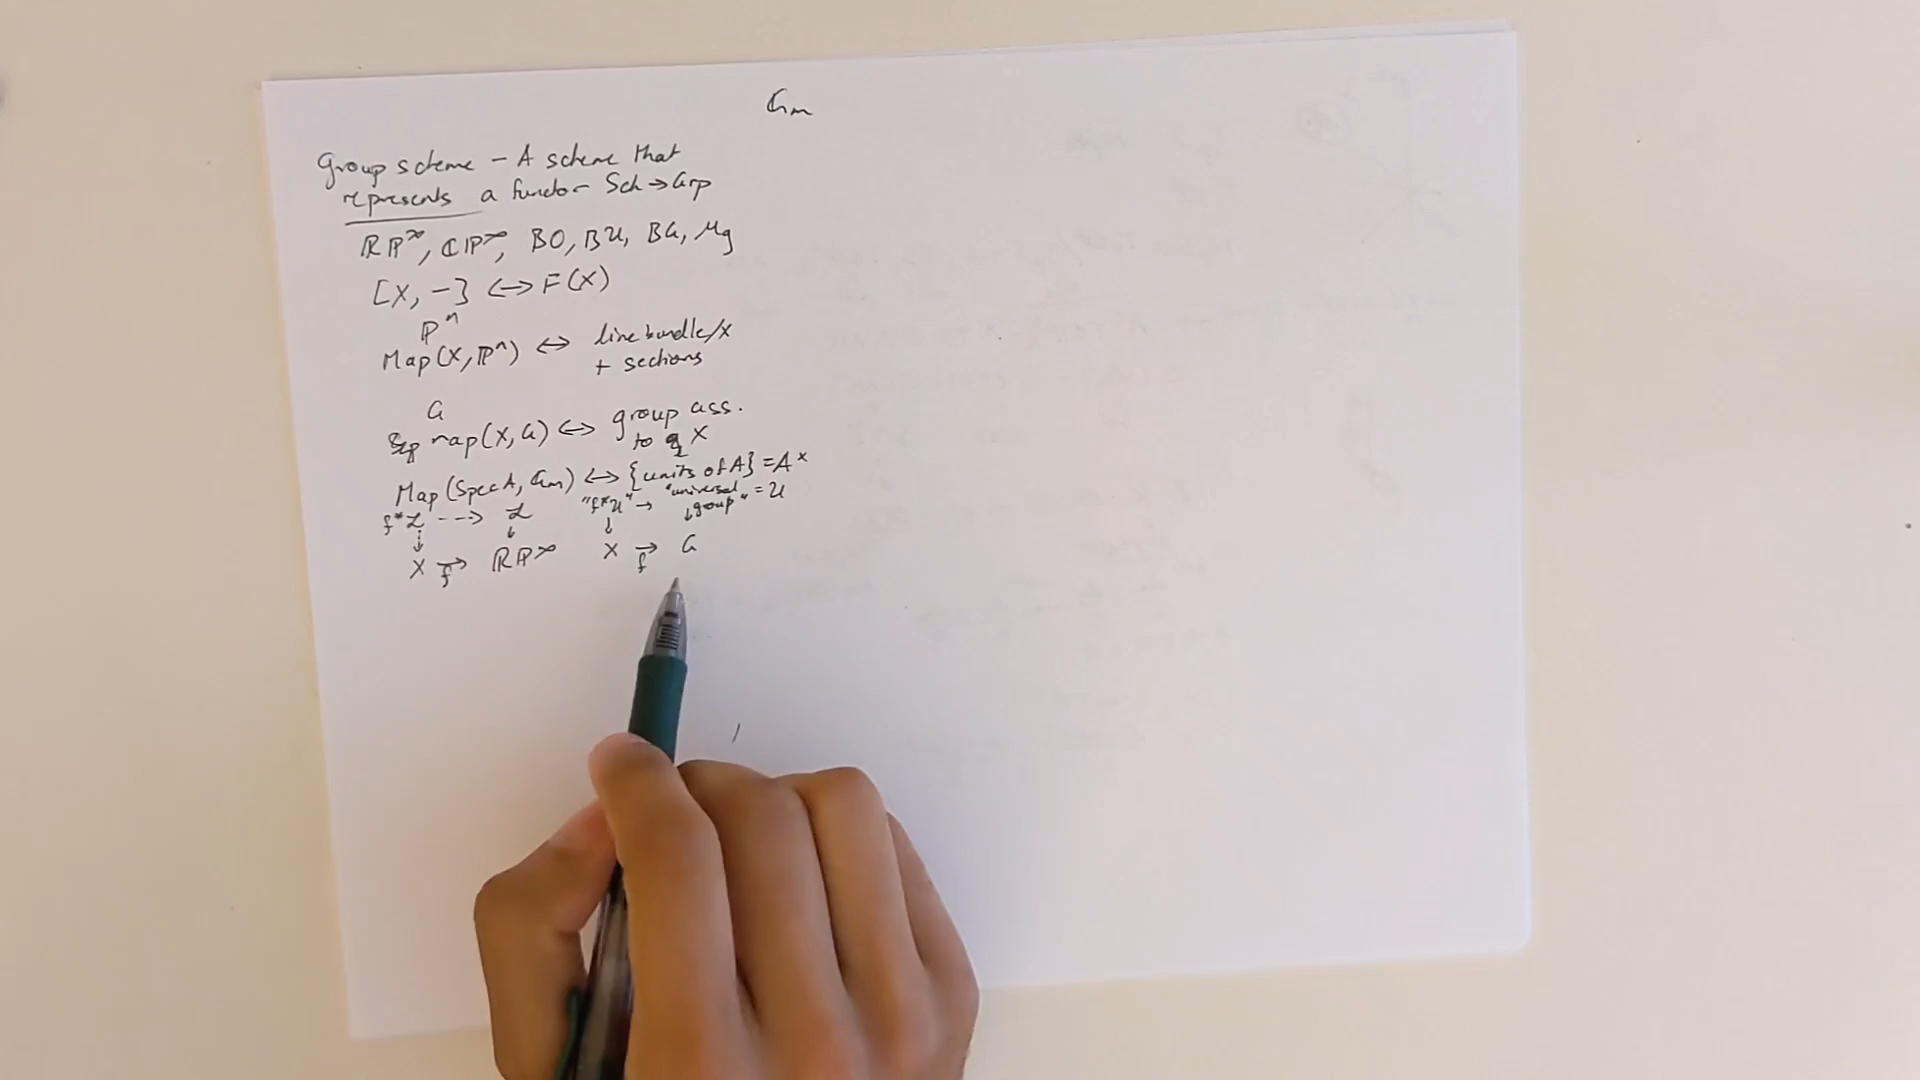 Gm
Group scheme – A scheme that
represents a functor Sch → Grp
ℝP^∞, ℂP^∞, BO, BU, BG, Mg
[X, –] ↔ F(X)
ℙ^n
Map(X, ℙ^n) ↔ line bundle/X
+ sections
G
map(X, G) ↔ group ass.
to X
Map(Spec A, Gm) ↔ {units of A} = A^×
f*ℒ ⇢ ℒ "f*U" → "universal group" = U
↓ ↓ ↓ ↓
X →f ℝP^∞ X →f G